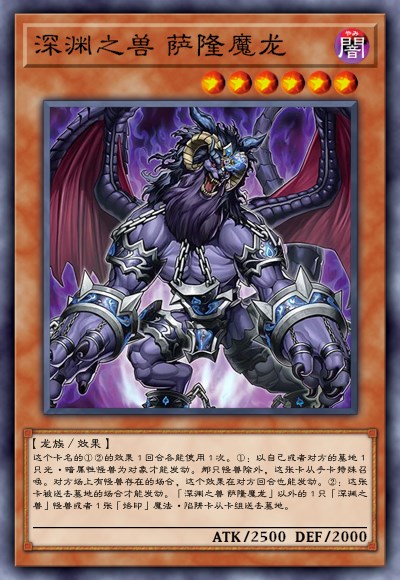 深渊之兽 萨隆魔龙
やみ
闇
【龙族/效果】
这个卡名的①②的效果1回合各能使用1次。①：以自己或者对方的墓地1
只光·暗属性怪兽为对象才能发动。那只怪兽除外，这张卡从手卡特殊召
唤。对方场上有怪兽存在的场合，这个效果在对方回合也能发动。②：这张
卡被送去墓地的场合才能发动。「深渊之兽 萨隆魔龙」以外的1只「深渊之
兽」怪兽或者1张「烙印」魔法·陷阱卡从卡组送去墓地。
ATK/2500 DEF/2000